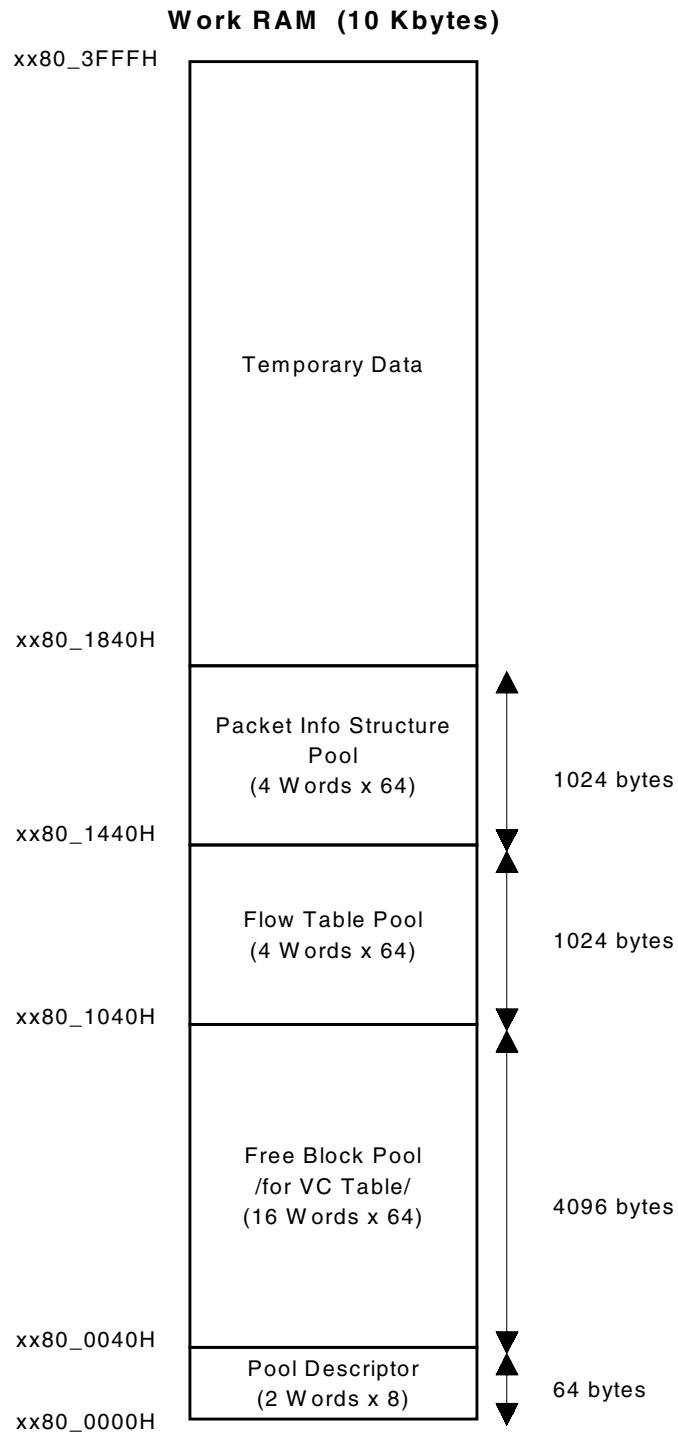 Work RAM (10 Kbytes)
xx80_3FFFH
Temporary Data
xx80_1840H
Packet Info Structure
Pool
(4 Words x 64)
1024 bytes
xx80_1440H
Flow Table Pool
(4 Words x 64)
1024 bytes
xx80_1040H
Free Block Pool
/for VC Table/
(16 Words x 64)
4096 bytes
xx80_0040H
Pool Descriptor
(2 Words x 8)
64 bytes
xx80_0000H